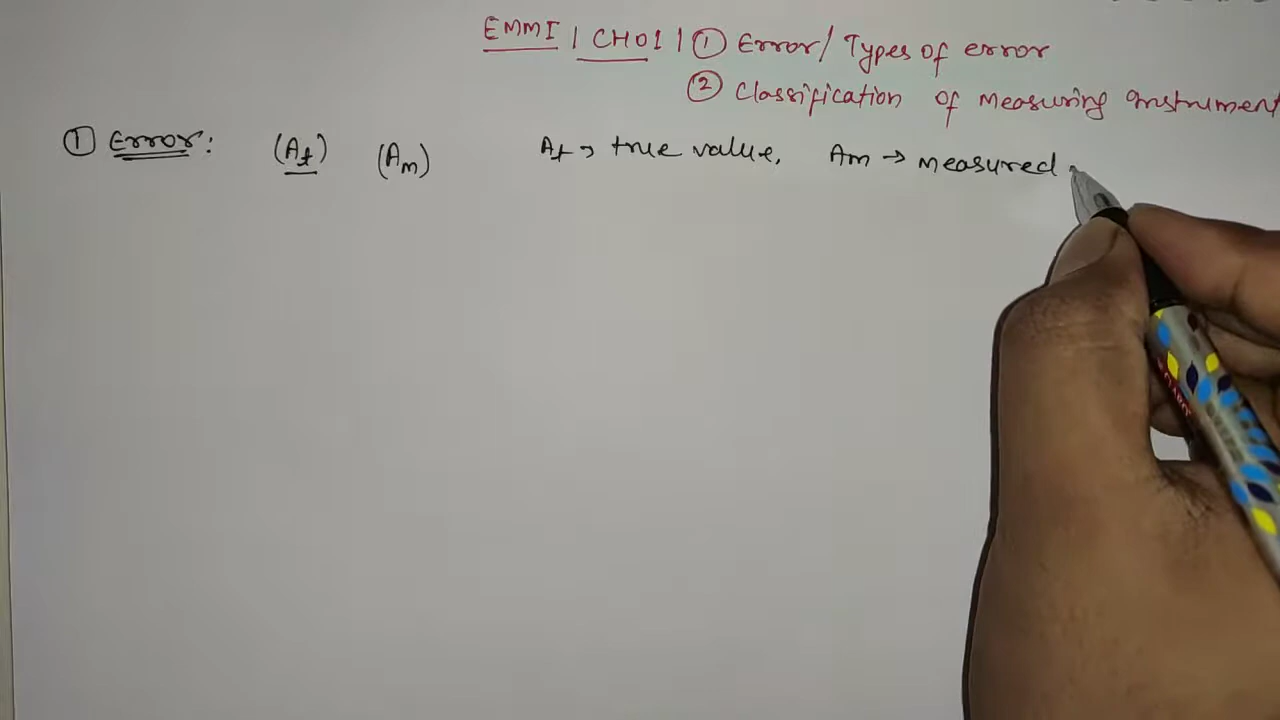 EMMI | CH01 | ① Error/ Types of error
② Classification of Measuring Instrument
① Error: (At) (Am) At → true value, Am → measured